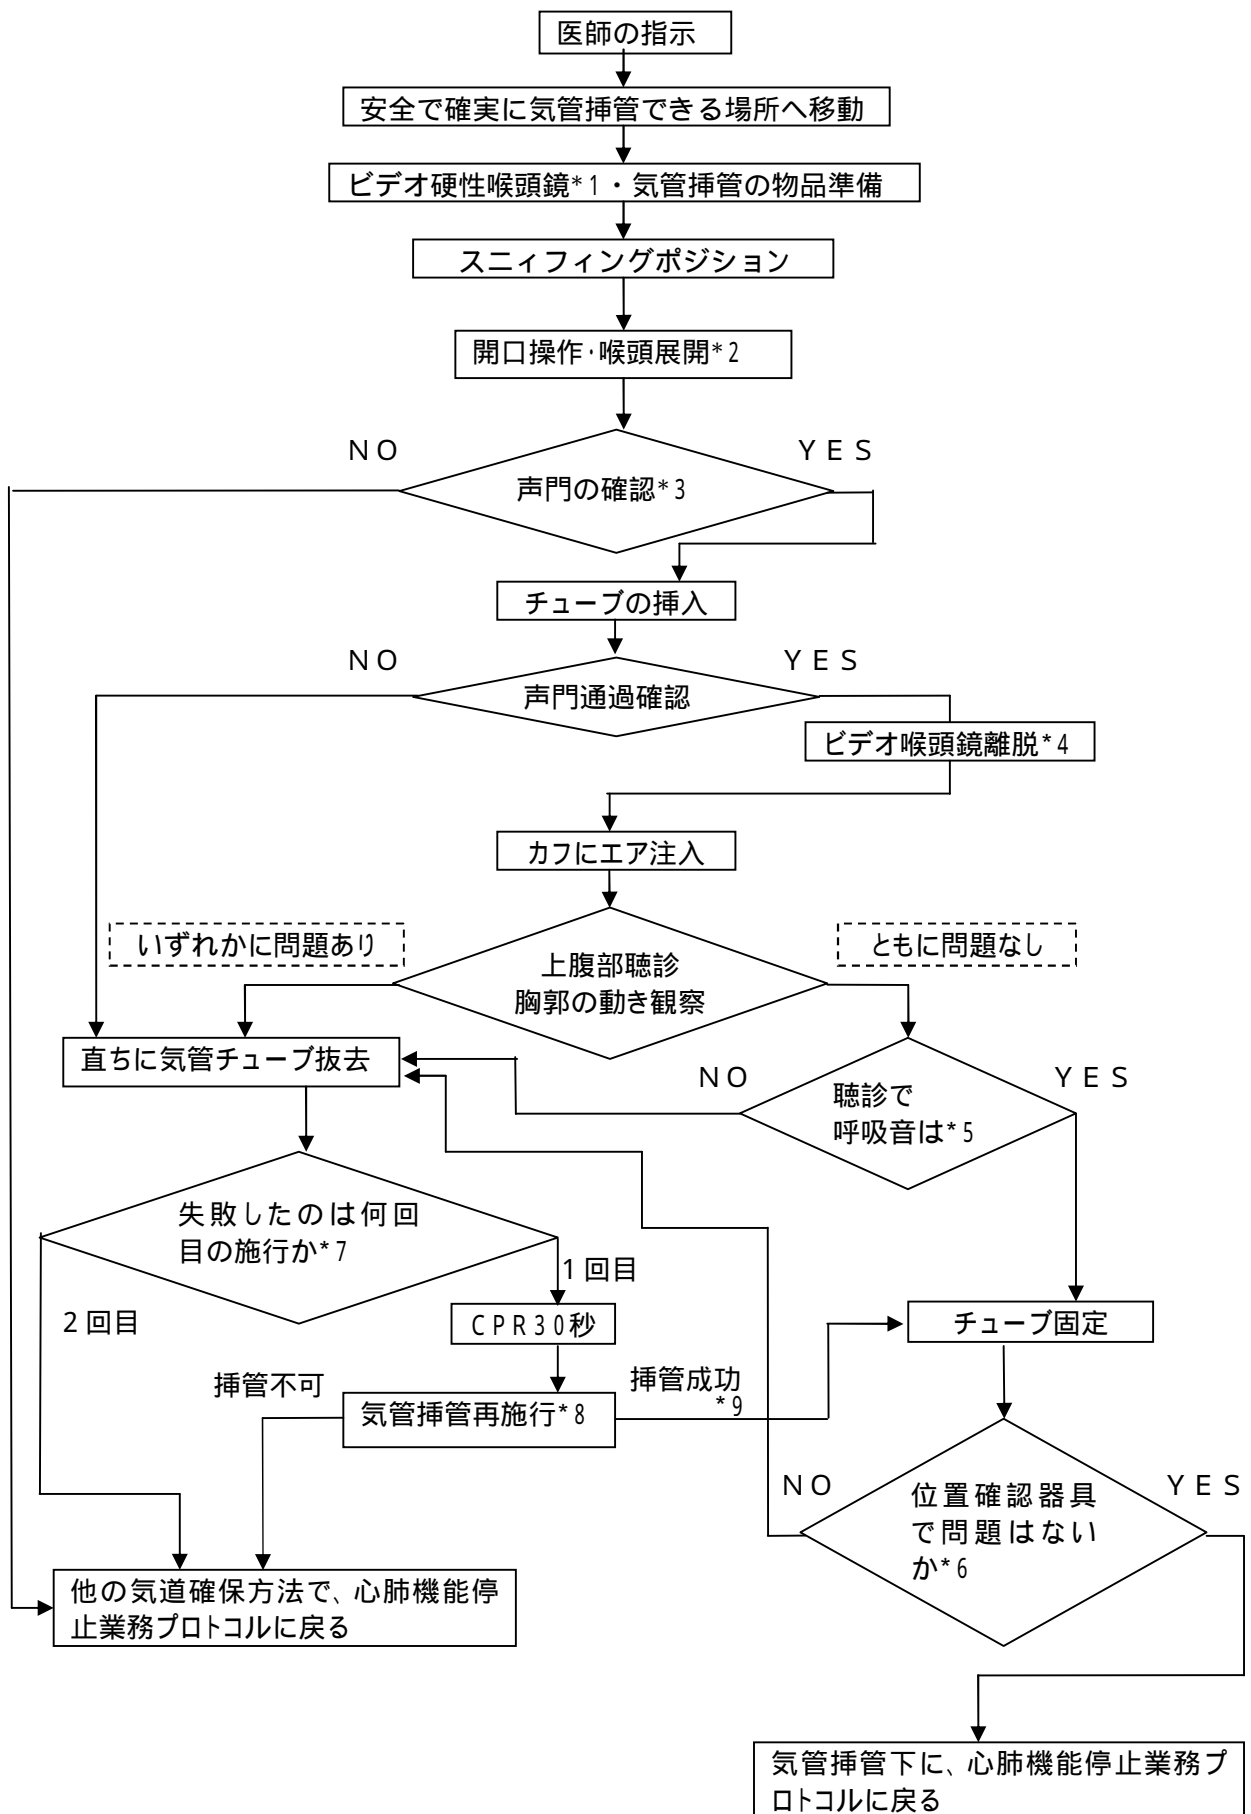 医師の指示
安全で確実に気管挿管できる場所へ移動
ビデオ硬性喉頭鏡*1・気管挿管の物品準備
スニィフィングポジション
開口操作・喉頭展開*2
NO
YES
声門の確認*3
チューブの挿入
NO
YES
声門通過確認
ビデオ喉頭鏡離脱*4
カフにエア注入
いずれかに問題あり
ともに問題なし
上腹部聴診
胸郭の動き観察
直ちに気管チューブ抜去
NO
YES
聴診で
呼吸音は*5
失敗したのは何回
目の施行か*7
1回目
2回目
CPR30秒
チューブ固定
挿管不可
挿管成功
*9
気管挿管再施行*8
NO
YES
位置確認器具
で問題はない
か*6
他の気道確保方法で、心肺機能停
止業務プロトコルに戻る
気管挿管下に、心肺機能停止業務プ
ロトコルに戻る